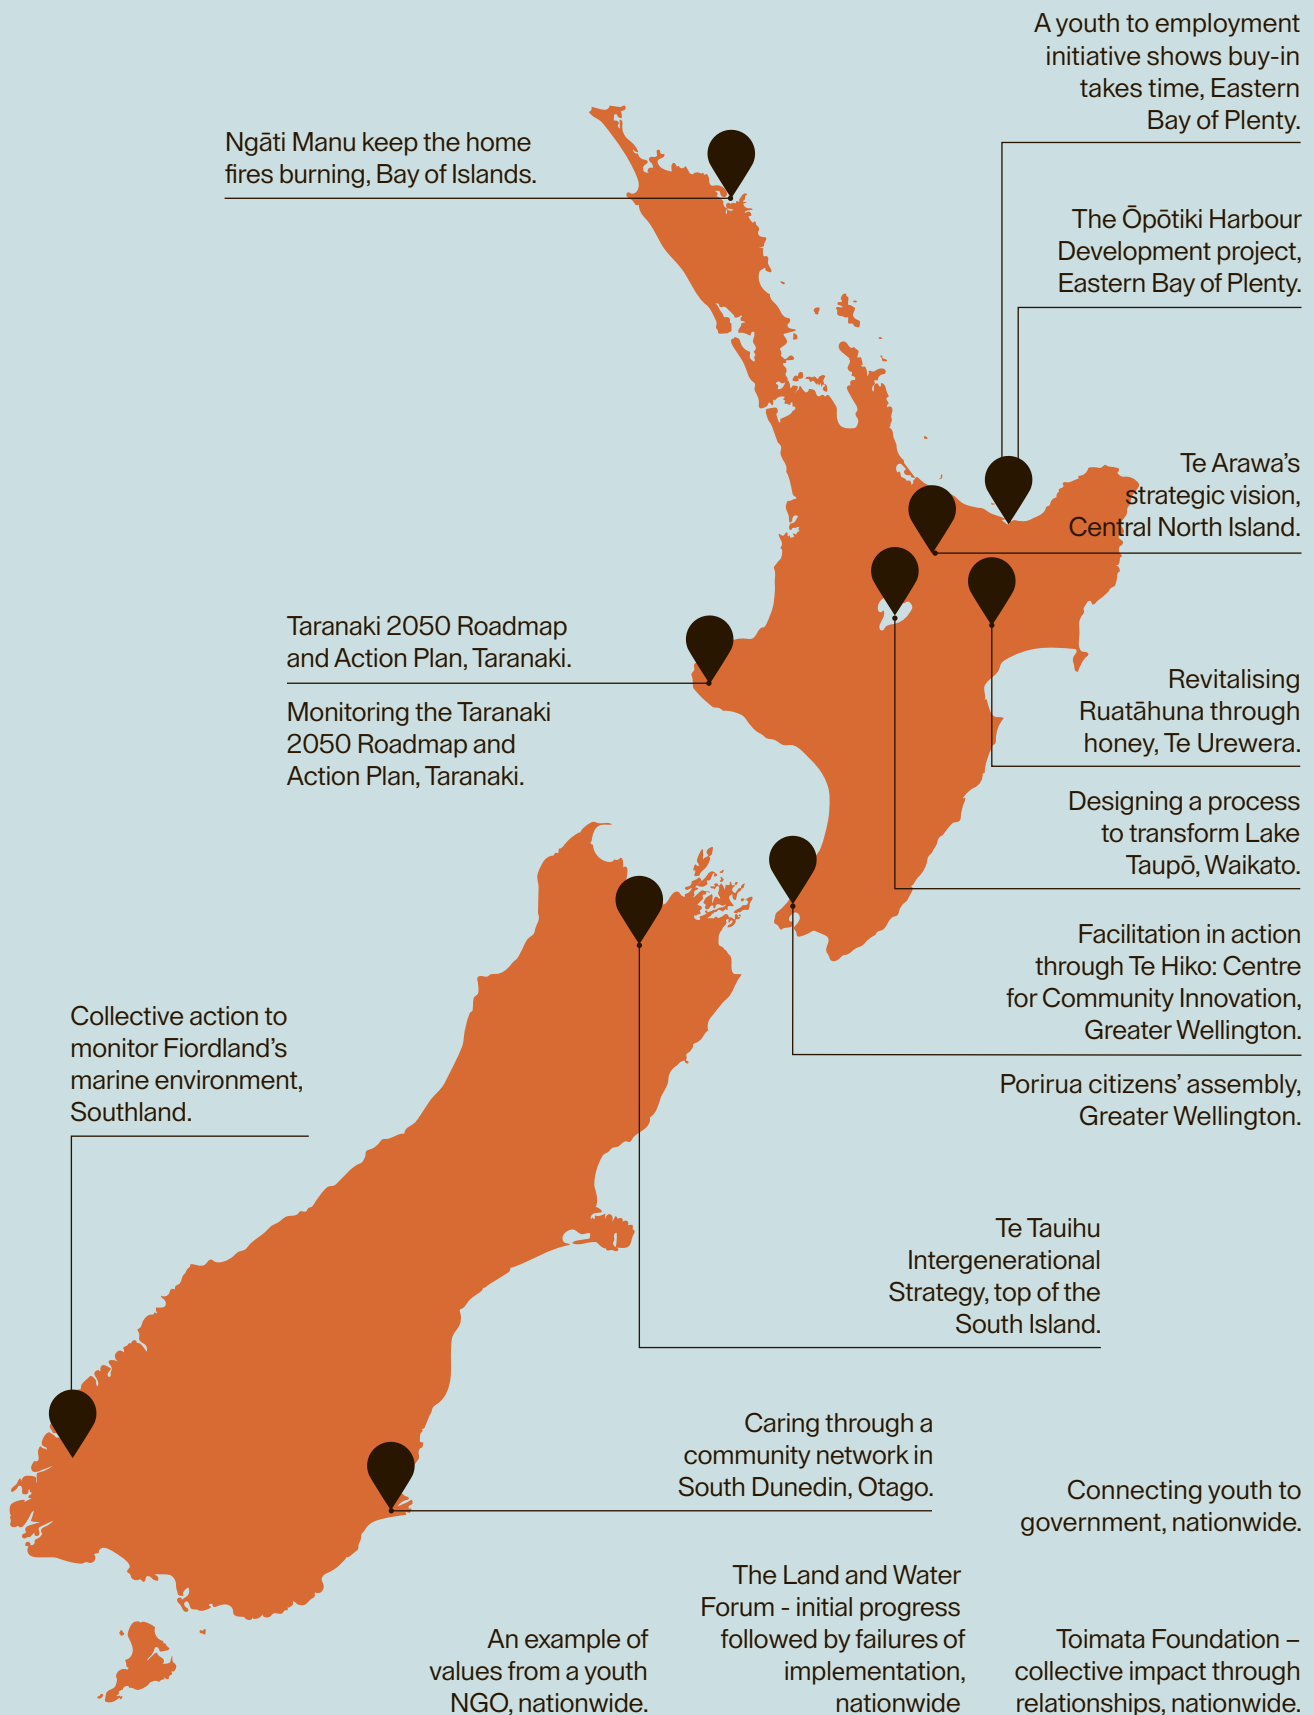 A youth to employment
initiative shows buy-in
takes time, Eastern
Bay of Plenty.
Ngāti Manu keep the home
fires burning, Bay of Islands.
The Ōpōtiki Harbour
Development project,
Eastern Bay of Plenty.
Te Arawa’s
strategic vision,
Central North Island.
Taranaki 2050 Roadmap
and Action Plan, Taranaki.
Monitoring the Taranaki
2050 Roadmap and
Action Plan, Taranaki.
Revitalising
Ruatāhuna through
honey, Te Urewera.
Designing a process
to transform Lake
Taupō, Waikato.
Facilitation in action
through Te Hiko: Centre
for Community Innovation,
Greater Wellington.
Porirua citizens’ assembly,
Greater Wellington.
Collective action to
monitor Fiordland’s
marine environment,
Southland.
Te Tauihu
Intergenerational
Strategy, top of the
South Island.
Caring through a
community network in
South Dunedin, Otago.
Connecting youth to
government, nationwide.
An example of
values from a youth
NGO, nationwide.
The Land and Water
Forum - initial progress
followed by failures of
implementation,
nationwide
Toimata Foundation –
collective impact through
relationships, nationwide.